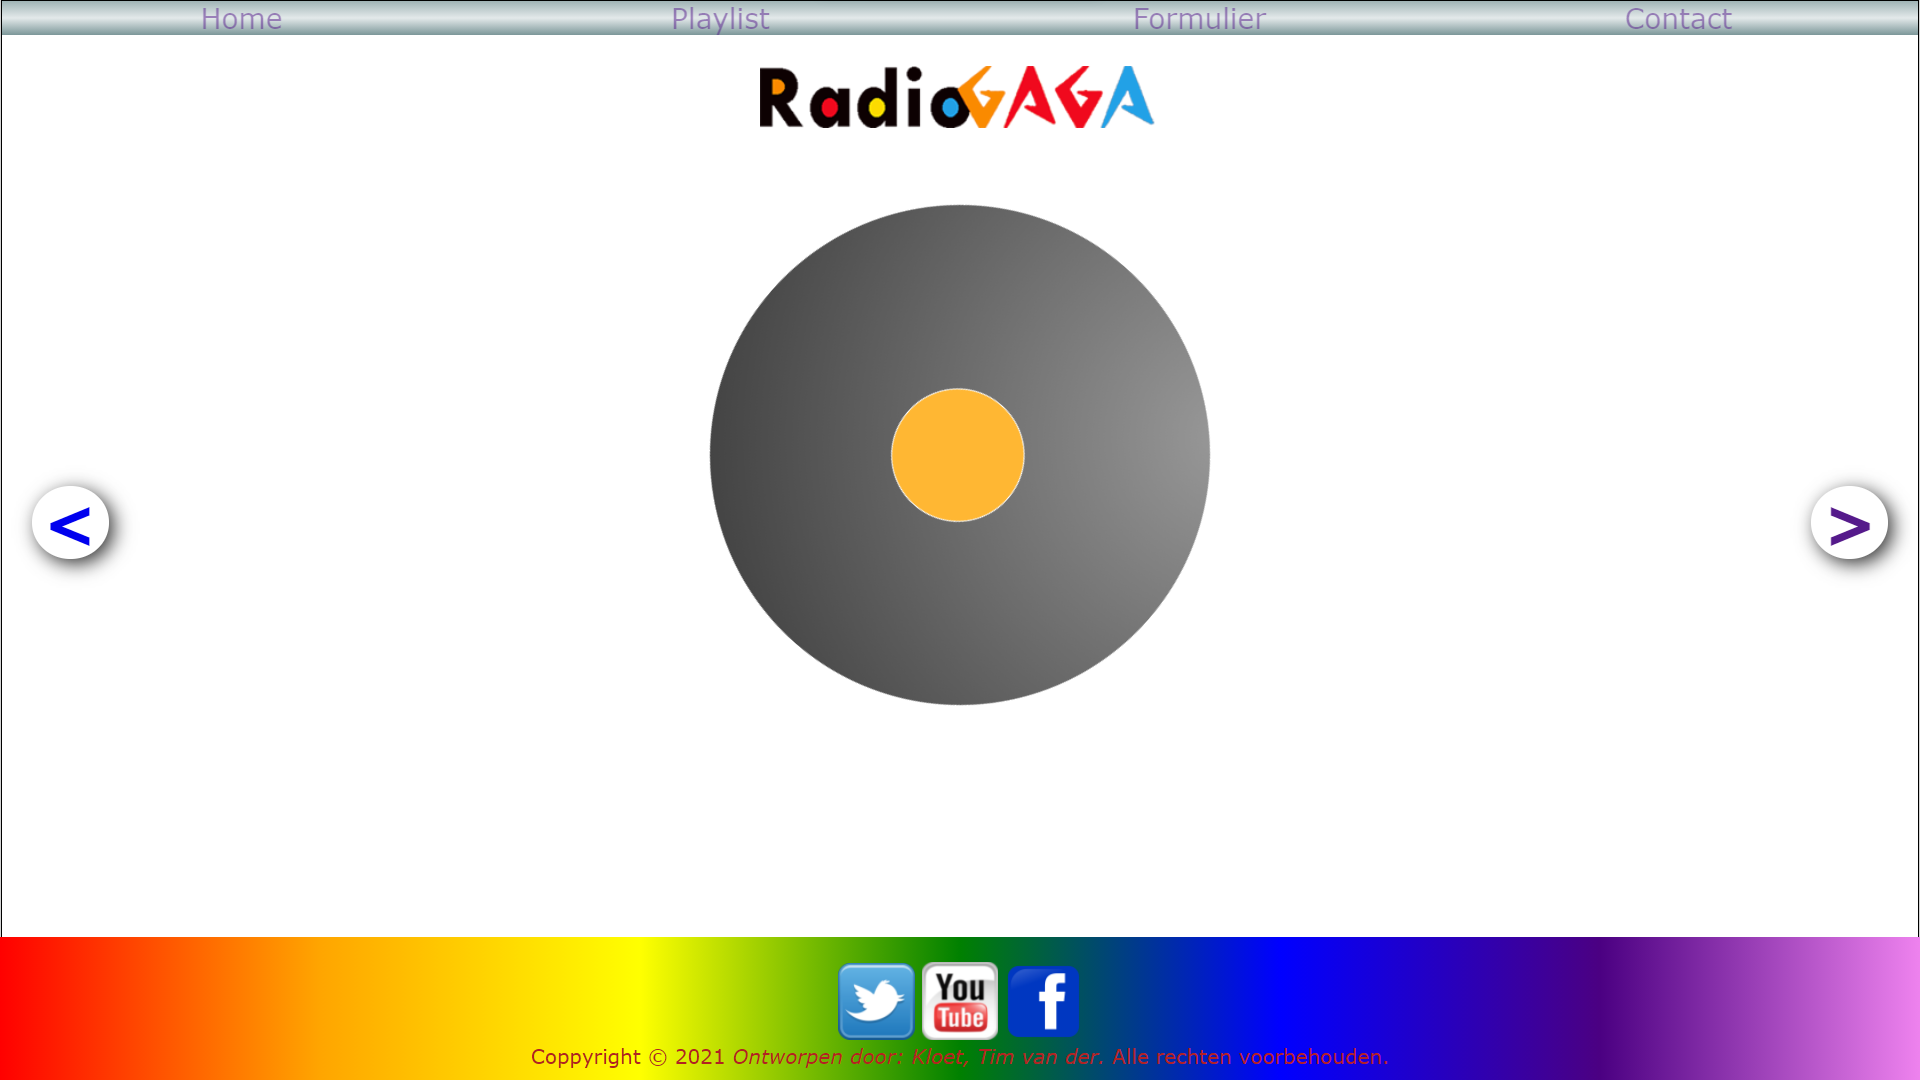 Home Playlist Formulier Contact
RadioGAGA
< >
You
Tube
f
Coppyright © 2021 Ontworpen door: Kloet, Tim van der. Alle rechten voorbehouden.